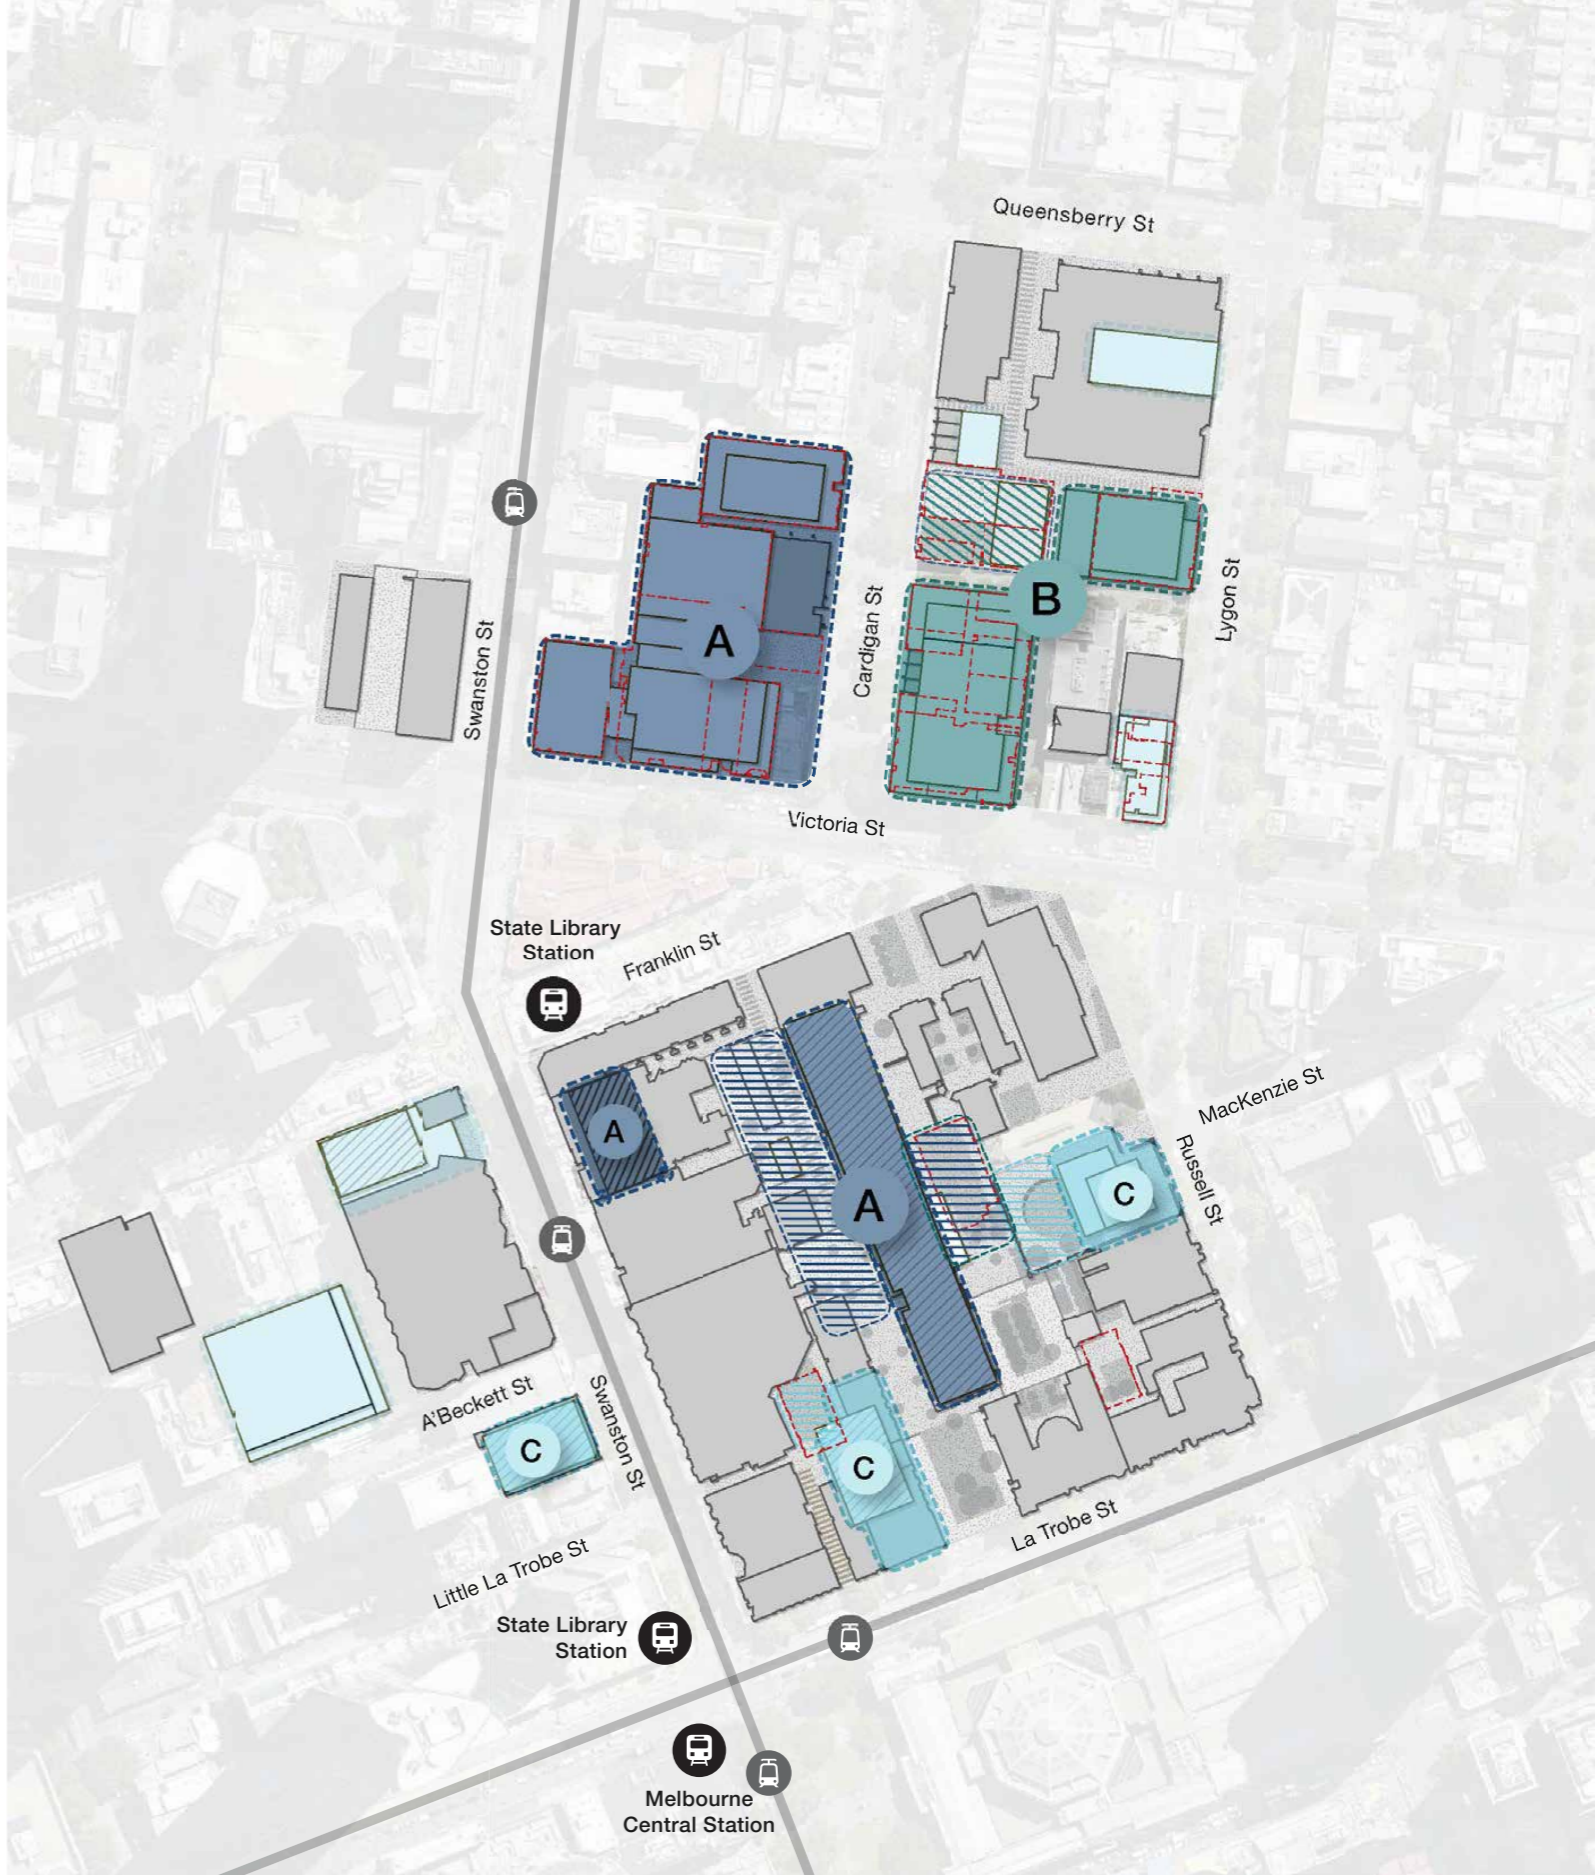 Queensberry St
Lygon St
B
Cardigan St
A
Swanston St
Victoria St
State Library
Station
Franklin St
MacKenzie St
Russell St
A
A
C
A'Beckett St
Swanston St
C
C
La Trobe St
Little La Trobe St
State Library
Station
Melbourne
Central Station